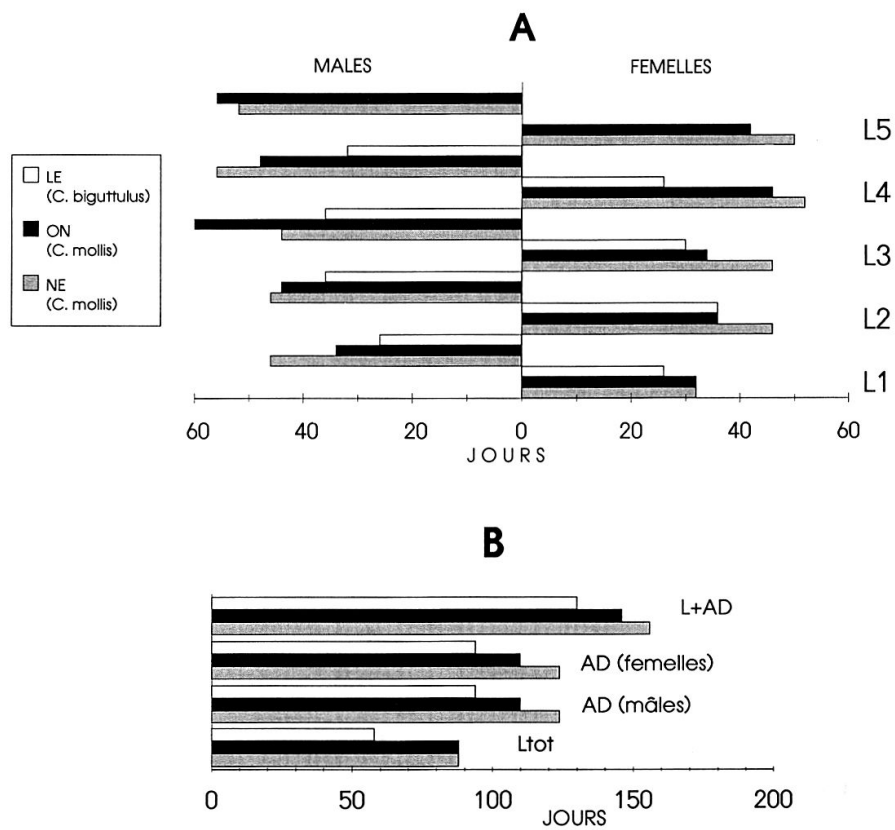 A
MALES
FEMELLES
LE
(C. biguttulus)
ON
(C. mollis)
NE
(C. mollis)
L5
L4
L3
L2
L1
60 40 20 0 20 40 60
JOURS
B
L+AD
AD (femelles)
AD (mâles)
Ltot
0 50 100 150 200
JOURS